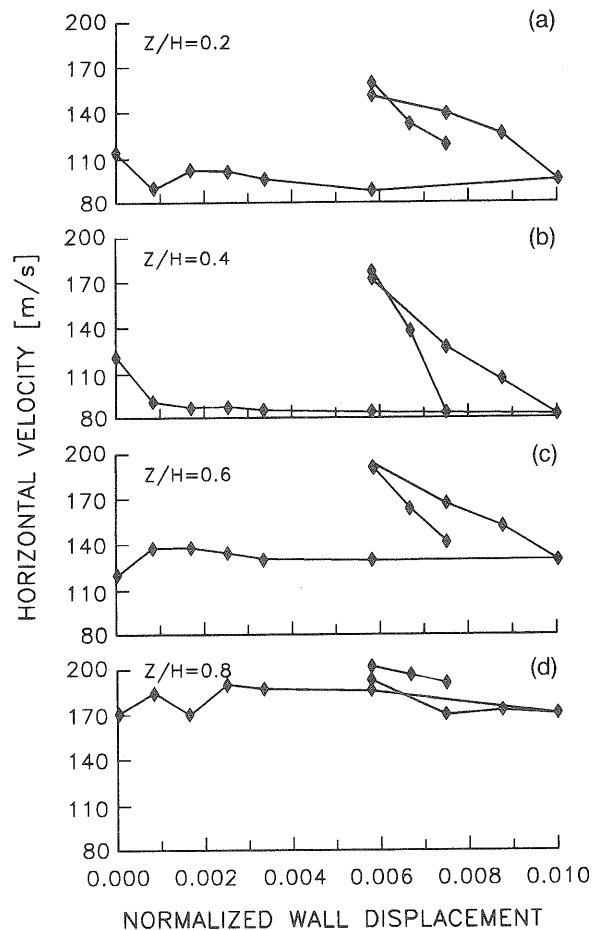 (a)
Z/H=0.2
200
170
140
110
80
(b)
Z/H=0.4
200
170
140
110
80
(c)
Z/H=0.6
200
170
140
110
80
(d)
Z/H=0.8
200
170
140
110
80
HORIZONTAL VELOCITY [m/s]
0.000 0.002 0.004 0.006 0.008 0.010
NORMALIZED WALL DISPLACEMENT